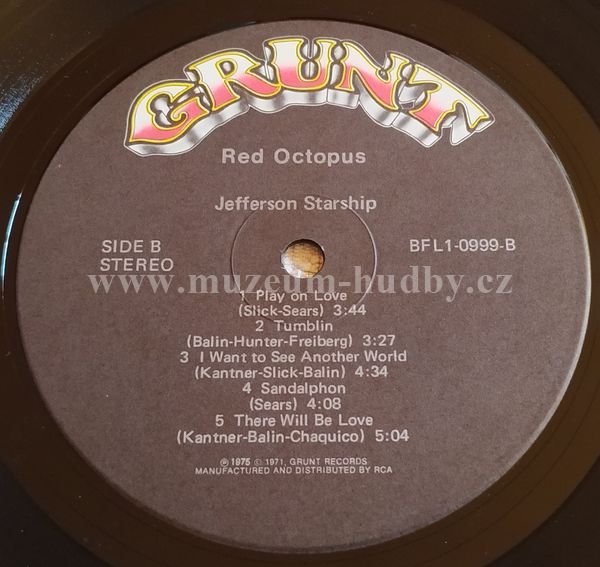 GRUNT
Red Octopus
Jefferson Starship
SIDE B
STEREO
BFL1-0999-B
www.muzeum-hudby.cz
1 Play on Love
(Slick-Sears) 3:44
2 Tumblin
(Balin-Hunter-Freiberg) 3:27
3 I Want to See Another World
(Kantner-Slick-Balin) 4:34
4 Sandalphon
(Sears) 4:08
5 There Will Be Love
(Kantner-Balin-Chaquico) 5:04
℗ 1975 © 1971, GRUNT RECORDS
MANUFACTURED AND DISTRIBUTED BY RCA